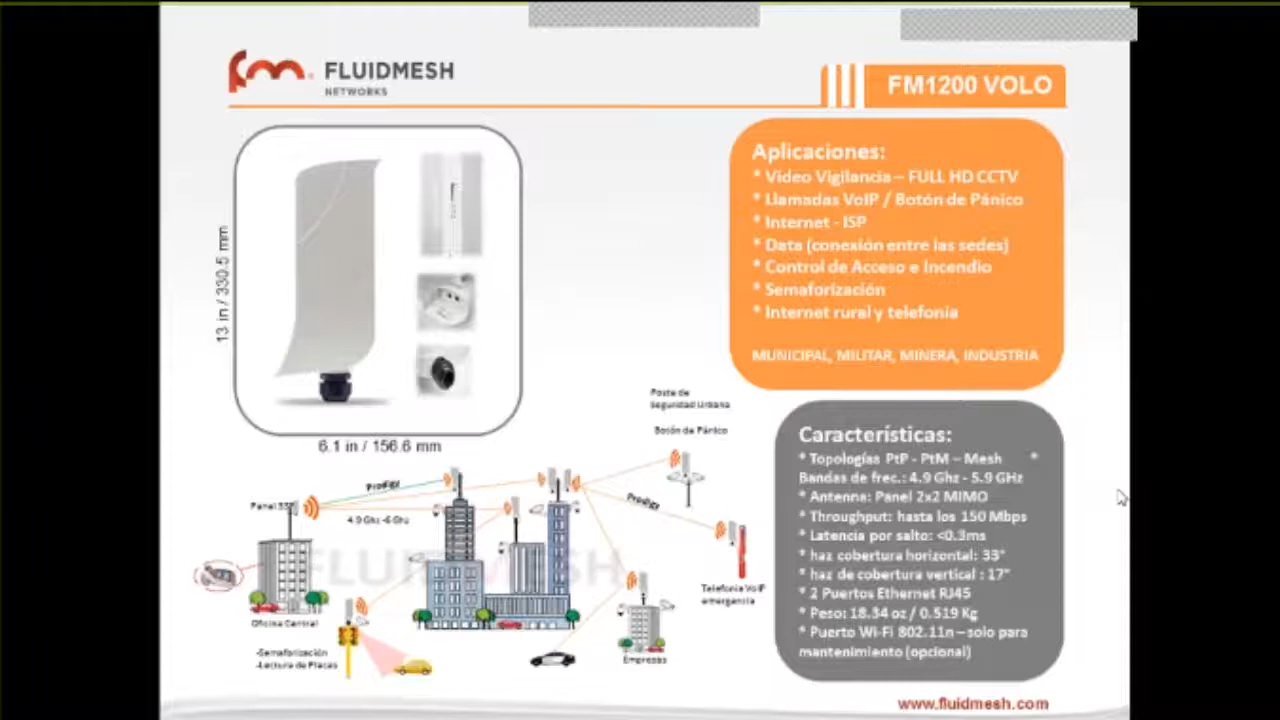 fm FLUIDMESH
NETWORKS
FM1200 VOLO
13 in / 330.5 mm
6.1 in / 156.6 mm
Aplicaciones:
* Video Vigilancia – FULL HD CCTV
* Llamadas VoIP / Botón de Pánico
* Internet - ISP
* Data (conexión entre las sedes)
* Control de Acceso e Incendio
* Semaforización
* Internet rural y telefonía
MUNICIPAL, MILITAR, MINERA, INDUSTRIA
Poste de
Seguridad Urbana
Botón de Pánico
Prodigy
Prodigy
4.9 Ghz -6 Ghz
FLUIDMESH
Oficina Central
-Semaforización
-Lectura de Placas
Telefonía VoIP
emergencia
Empresas
Características:
* Topologías PtP - PtM – Mesh *
Bandas de frec.: 4.9 Ghz - 5.9 GHz
* Antenna: Panel 2x2 MIMO
* Throughput: hasta los 150 Mbps
* Latencia por salto: <0.3ms
* haz cobertura horizontal: 33°
* haz de cobertura vertical : 17°
* 2 Puertos Ethernet RJ45
* Peso: 18.34 oz / 0.519 Kg
* Puerto Wi-Fi 802.11n – solo para
mantenimiento (opcional)
www.fluidmesh.com